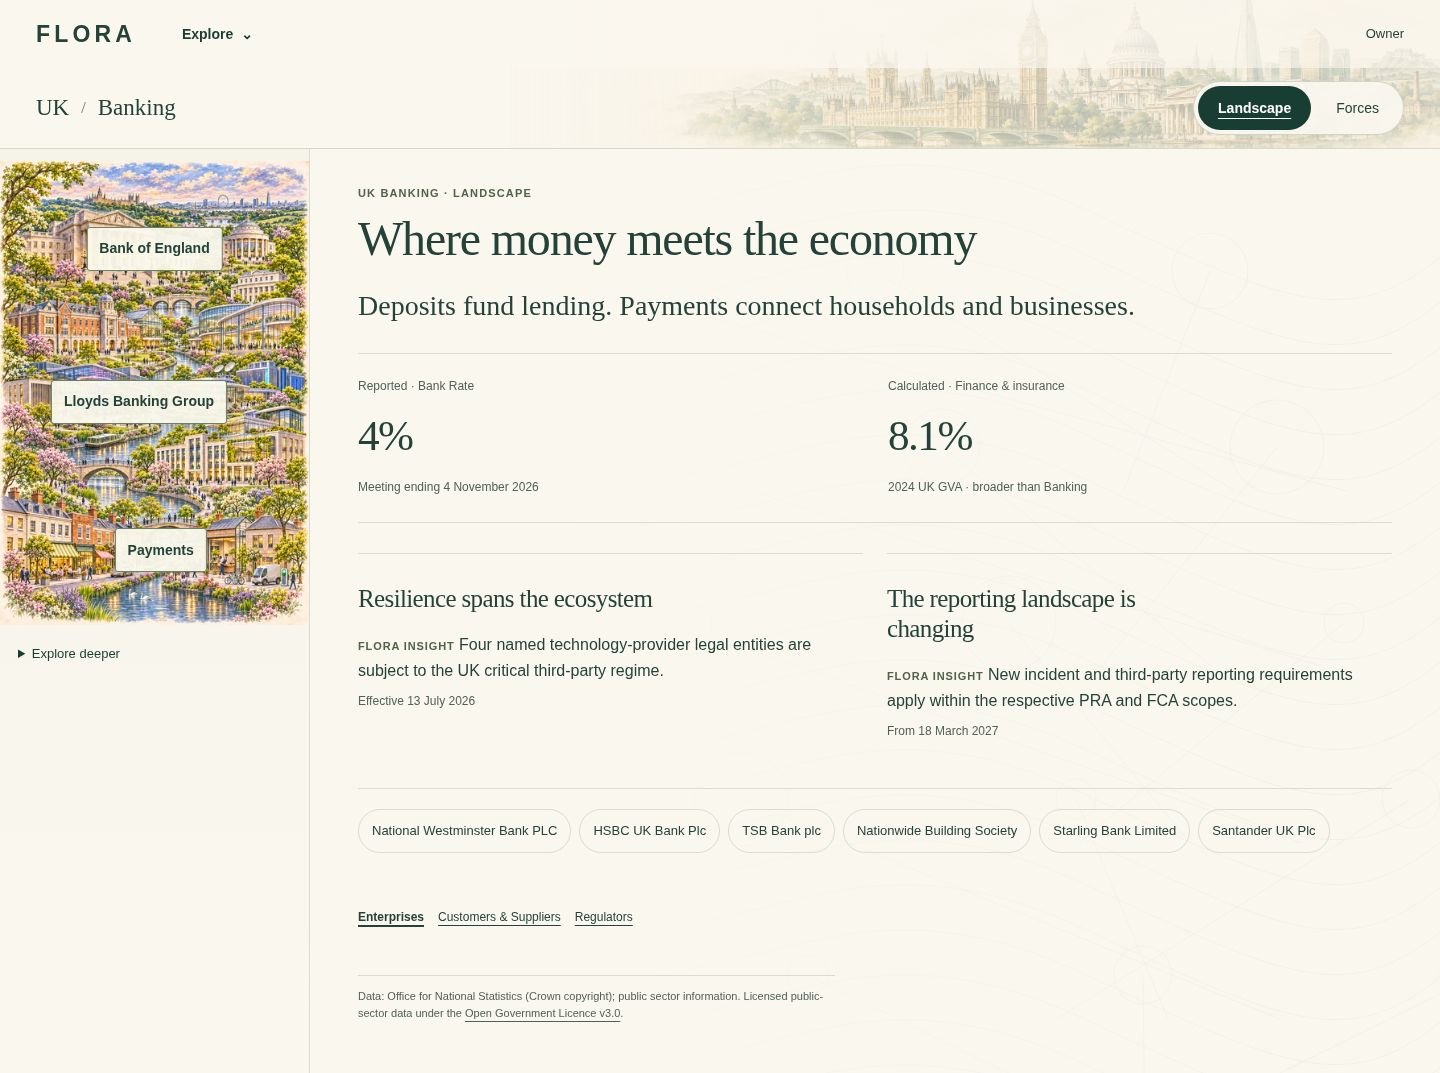 FLORA
Explore
Owner
UK / Banking
Landscape
Forces
Bank of England
Lloyds Banking Group
Payments
Explore deeper
UK BANKING · LANDSCAPE
Where money meets the economy
Deposits fund lending. Payments connect households and businesses.
Reported · Bank Rate
4%
Meeting ending 4 November 2026
Calculated · Finance & insurance
8.1%
2024 UK GVA · broader than Banking
Resilience spans the ecosystem
FLORA INSIGHT Four named technology-provider legal entities are
subject to the UK critical third-party regime.
Effective 13 July 2026
The reporting landscape is
changing
FLORA INSIGHT New incident and third-party reporting requirements
apply within the respective PRA and FCA scopes.
From 18 March 2027
National Westminster Bank PLC
HSBC UK Bank Plc
TSB Bank plc
Nationwide Building Society
Starling Bank Limited
Santander UK Plc
Enterprises
Customers & Suppliers
Regulators
Data: Office for National Statistics (Crown copyright); public sector information. Licensed public-
sector data under the Open Government Licence v3.0.